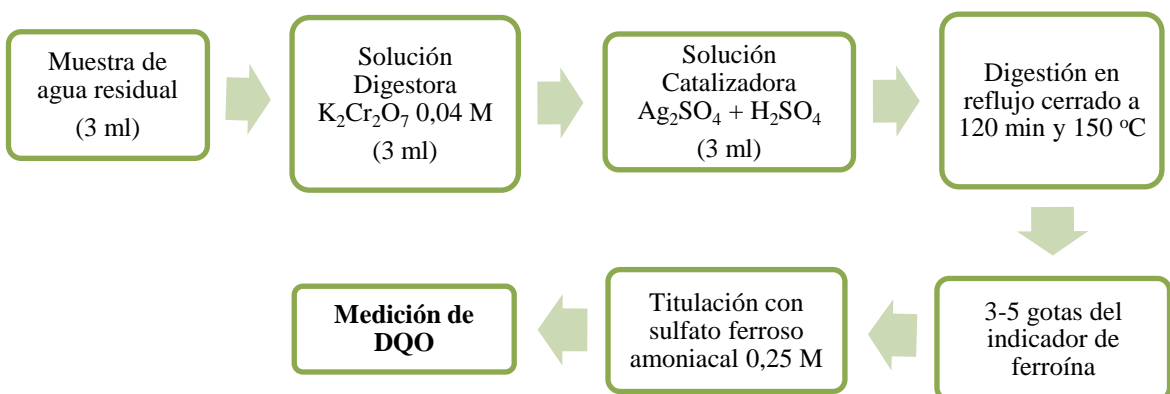 Muestra de
agua residual
(3 ml)
Solución
Digestora
K₂Cr₂O₇ 0,04 M
(3 ml)
Solución
Catalizadora
Ag₂SO₄ + H₂SO₄
(3 ml)
Digestión en
reflujo cerrado a
120 min y 150 ºC
3-5 gotas del
indicador de
ferroína
Titulación con
sulfato ferroso
amoniacal 0,25 M
Medición de
DQO